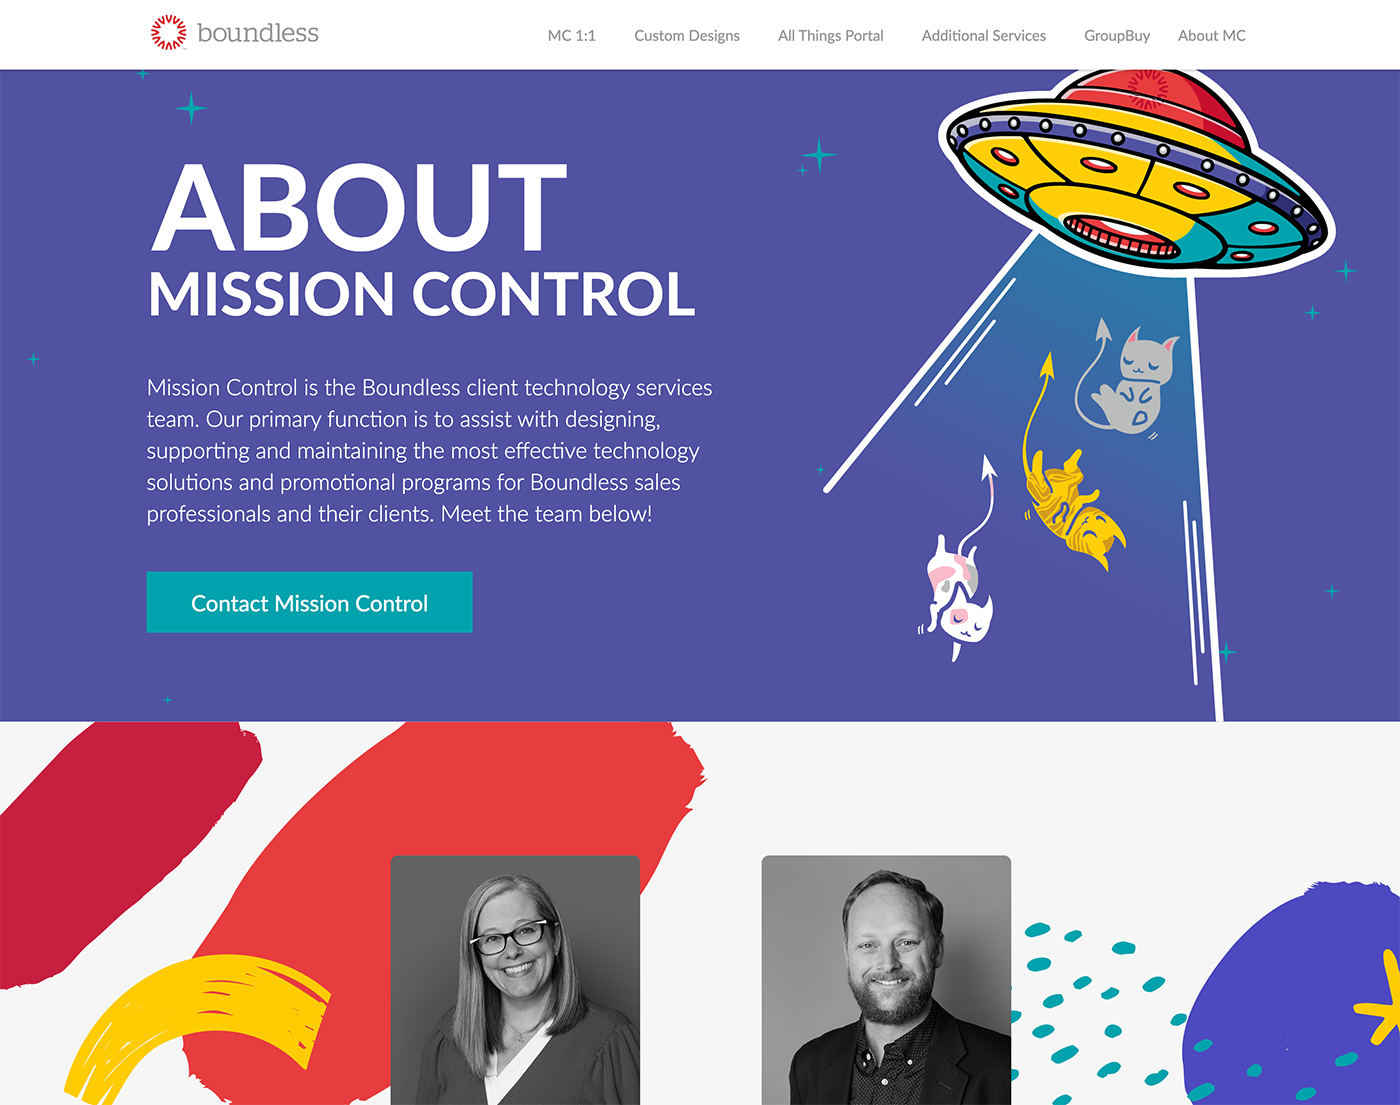 boundless
MC 1:1
Custom Designs
All Things Portal
Additional Services
GroupBuy
About MC
ABOUT
MISSION CONTROL
Mission Control is the Boundless client technology services
team. Our primary function is to assist with designing,
supporting and maintaining the most effective technology
solutions and promotional programs for Boundless sales
professionals and their clients. Meet the team below!
Contact Mission Control